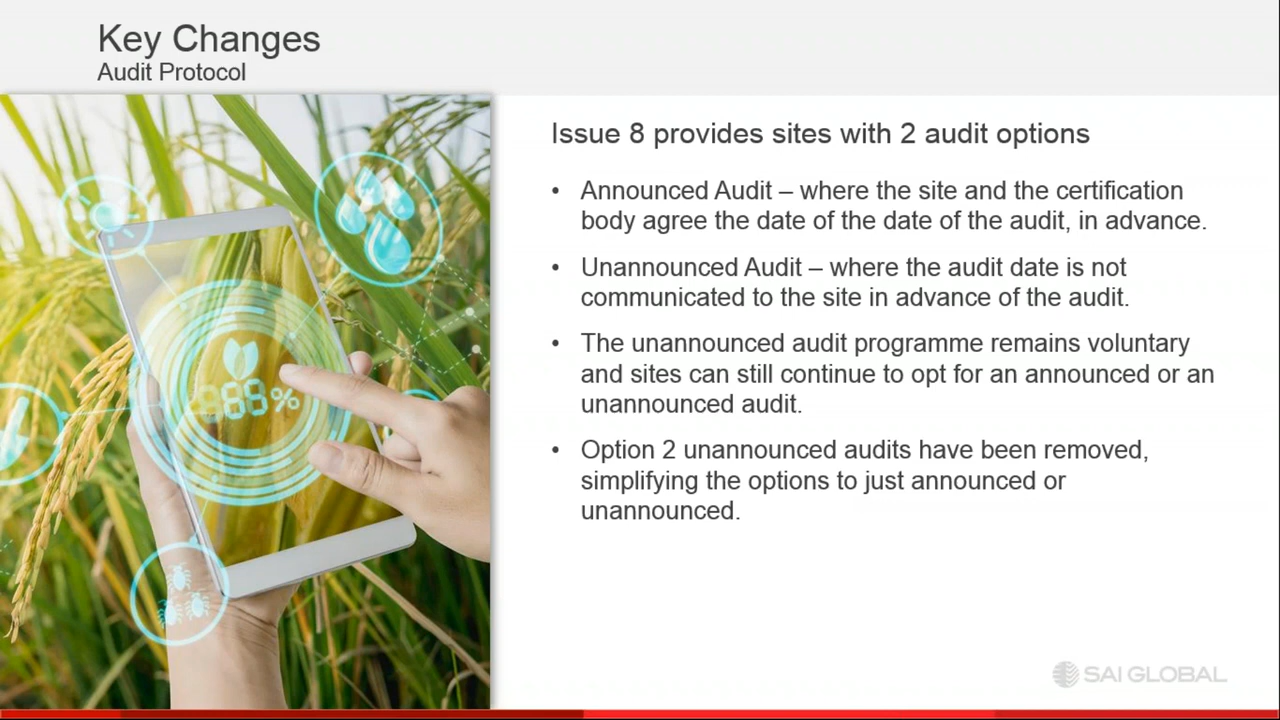 Key Changes
Audit Protocol
Issue 8 provides sites with 2 audit options
• Announced Audit – where the site and the certification
body agree the date of the date of the audit, in advance.
• Unannounced Audit – where the audit date is not
communicated to the site in advance of the audit.
• The unannounced audit programme remains voluntary
and sites can still continue to opt for an announced or an
unannounced audit.
• Option 2 unannounced audits have been removed,
simplifying the options to just announced or
unannounced.
SAI GLOBAL